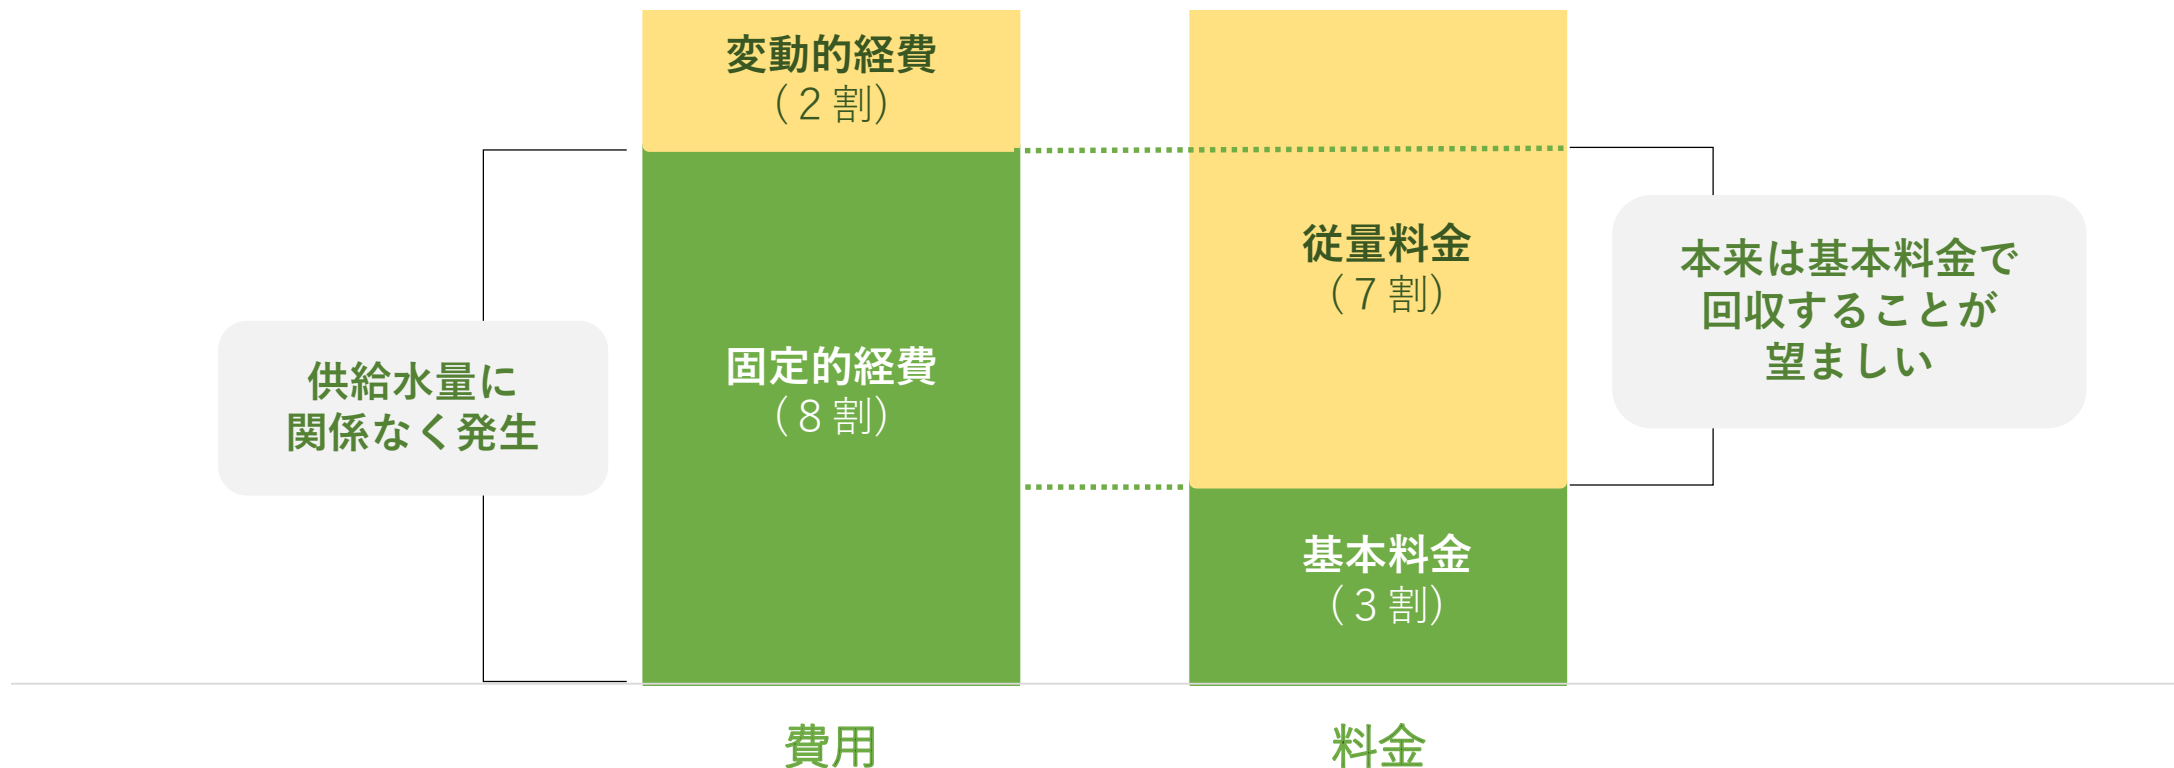 変動的経費
（２割）
固定的経費
（８割）
供給水量に
関係なく発生
従量料金
（７割）
基本料金
（３割）
本来は基本料金で
回収することが
望ましい
費用
料金